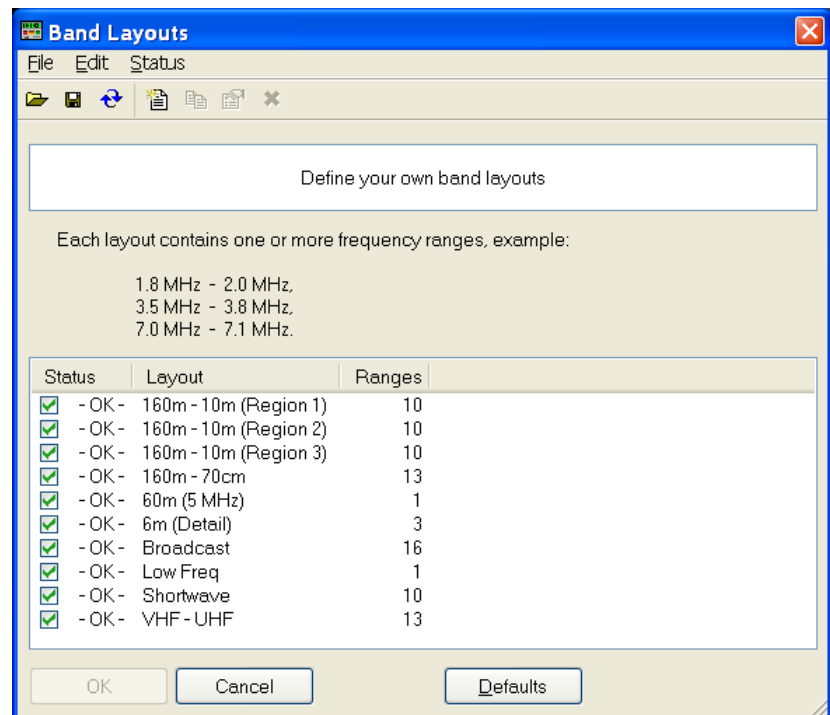 Band Layouts
File Edit Status
Define your own band layouts
Each layout contains one or more frequency ranges, example:
1.8 MHz - 2.0 MHz,
3.5 MHz - 3.8 MHz,
7.0 MHz - 7.1 MHz.
Status Layout Ranges
- OK - 160m - 10m (Region 1) 10
- OK - 160m - 10m (Region 2) 10
- OK - 160m - 10m (Region 3) 10
- OK - 160m - 70cm 13
- OK - 60m (5 MHz) 1
- OK - 6m (Detail) 3
- OK - Broadcast 16
- OK - Low Freq 1
- OK - Shortwave 10
- OK - VHF - UHF 13
OK Cancel Defaults